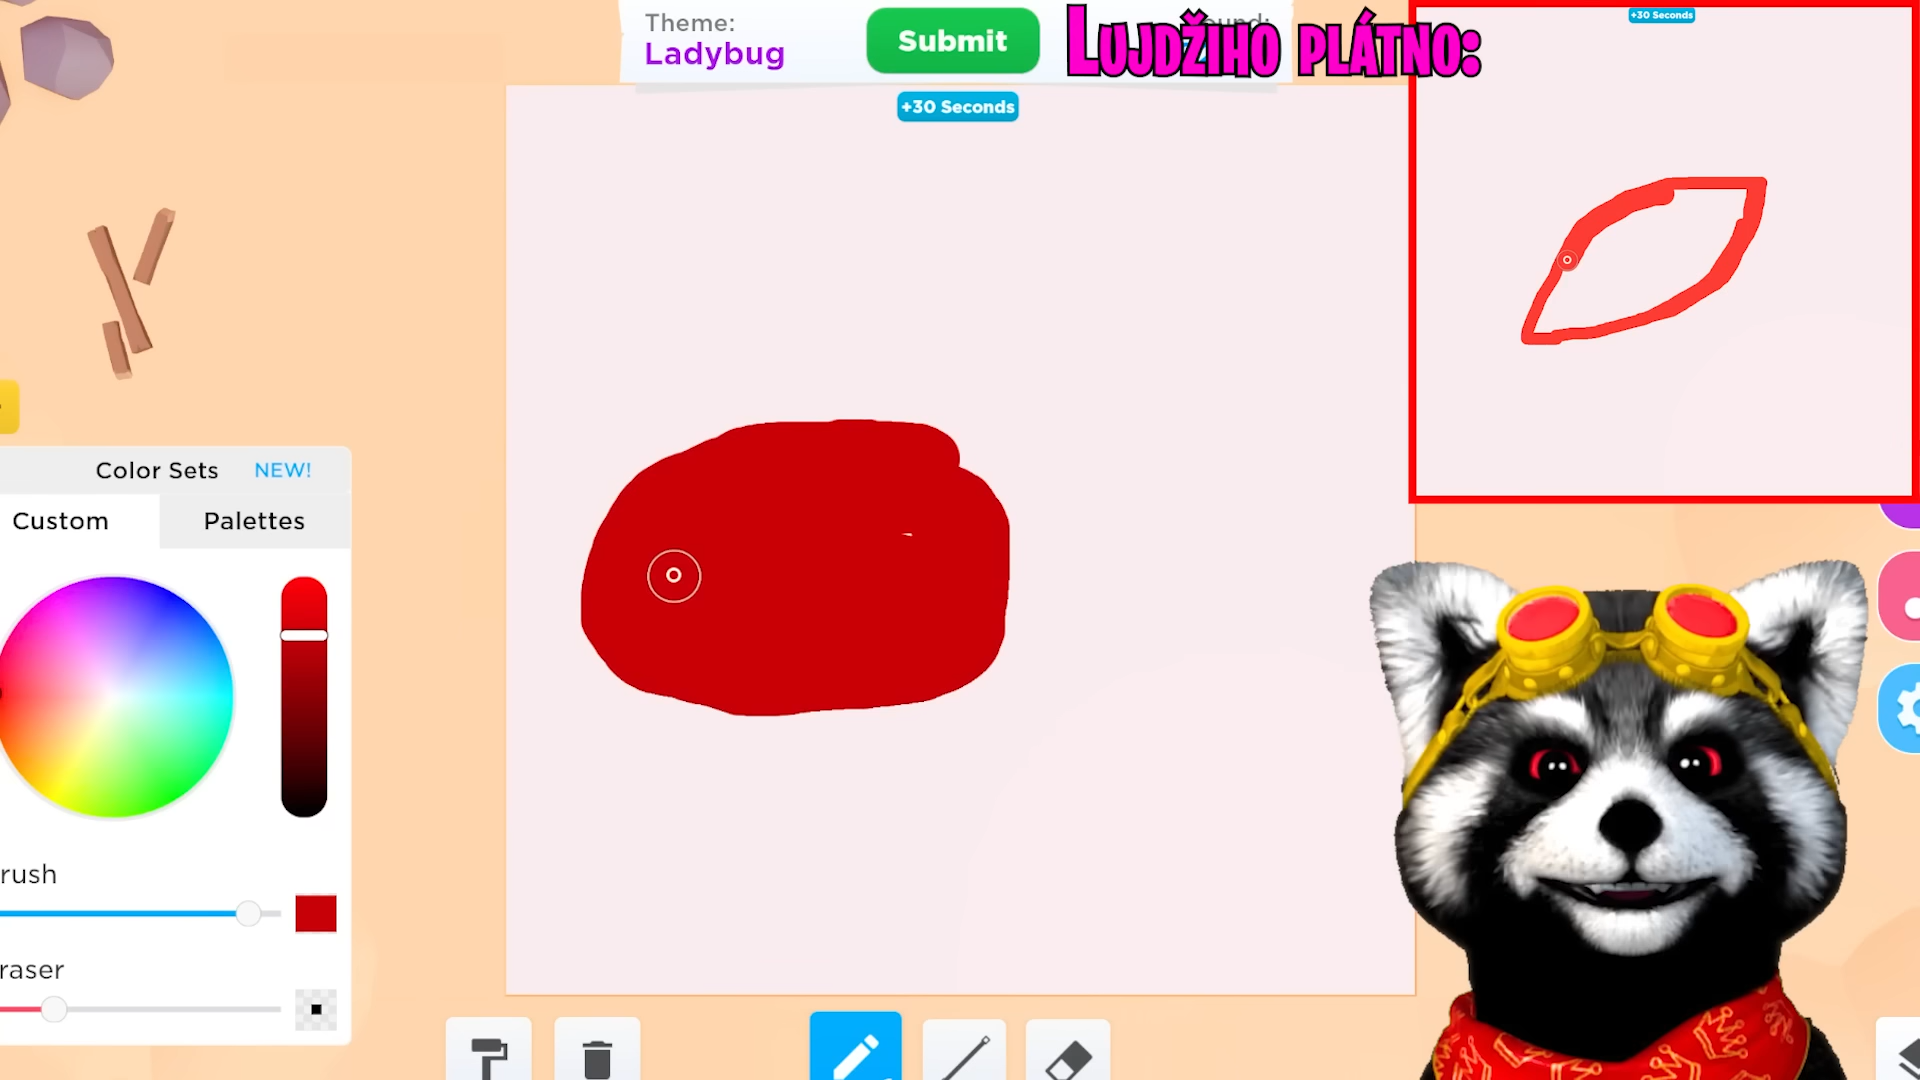 Theme:
Ladybug
Submit
LUJDŽIHO PLÁTNO:
+30 Seconds
+30 Seconds
Color Sets
NEW!
Custom
Palettes
rush
raser